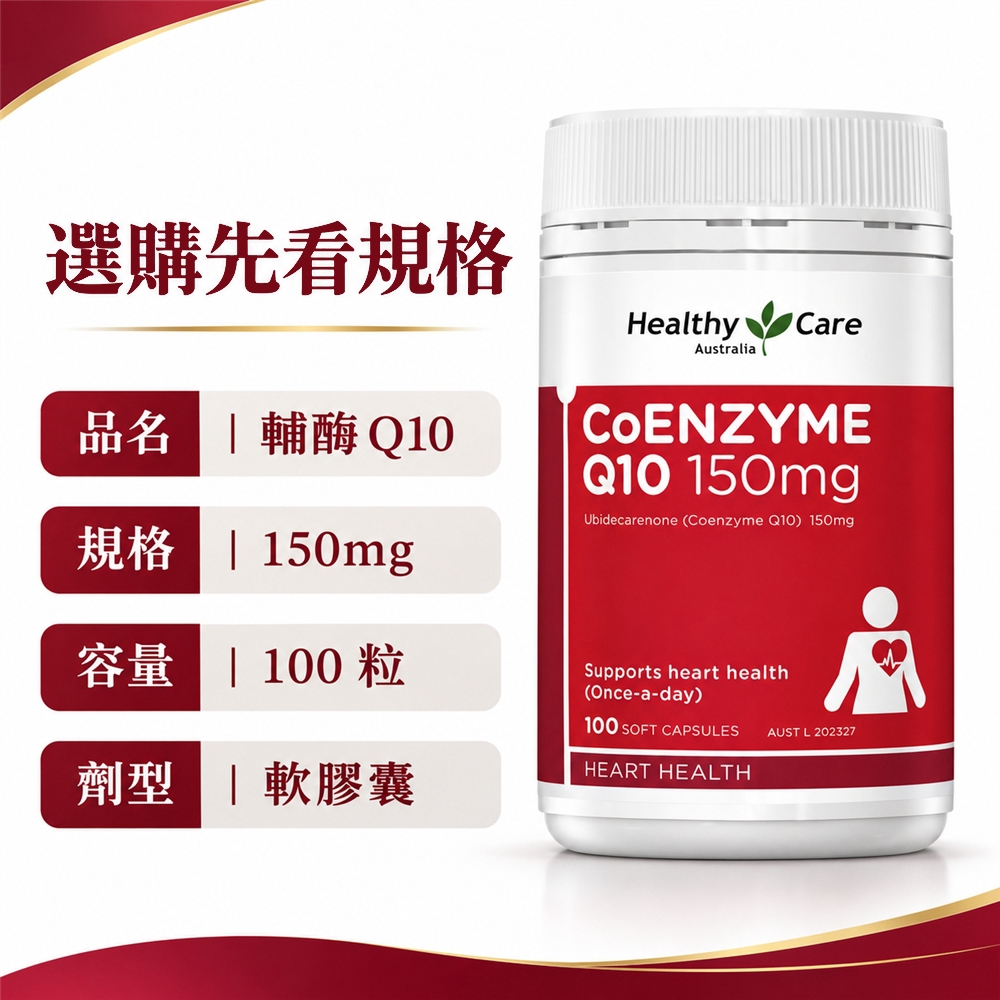 選購先看規格
品名 | 輔酶 Q10
規格 | 150mg
容量 | 100 粒
劑型 | 軟膠囊
Healthy Care
Australia
CoENZYME
Q10 150mg
Ubidecarenone (Coenzyme Q10) 150mg
Supports heart health
(Once-a-day)
100 SOFT CAPSULES AUST L 202327
HEART HEALTH